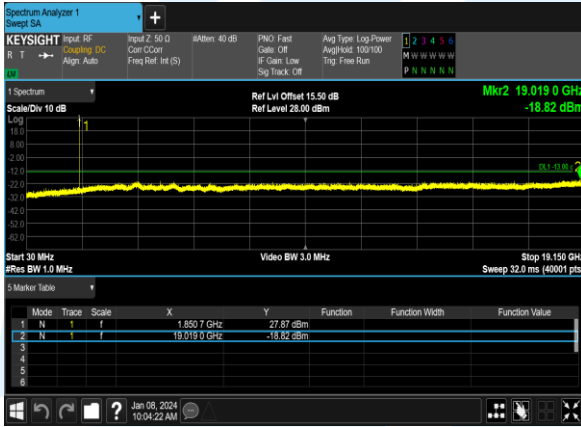 Spectrum Analyzer 1
Swept SA
KEYSIGHT Input: RF Input Z: 50 Ω #Atten: 40 dB PNO: Fast Avg Type: Log-Power 1 2 3 4 5 6
R T Coupling: DC Corr CCorr Gate: Off Avg|Hold: 100/100 M W W W W W
Align: Auto Freq Ref: Int (S) IF Gain: Low Trig: Free Run
LXI Sig Track: Off P N N N N N
1 Spectrum Ref Lvl Offset 15.50 dB Mkr2 19.019 0 GHz
Scale/Div 10 dB Ref Level 28.00 dBm -18.82 dBm
Log
1
18.0
8.00
-2.00
-12.0
DL1 -13.00
-22.0
-32.0
-42.0
-52.0
-62.0
Start 30 MHz Video BW 3.0 MHz Stop 19.150 GHz
#Res BW 1.0 MHz Sweep 32.0 ms (40001 pts
5 Marker Table
Mode Trace Scale X Y Function Function Width Function Value
1 N 1 f 1.850 7 GHz 27.87 dBm
2 N 1 f 19.019 0 GHz -18.82 dBm
3
4
5
6
? Jan 08, 2024
10:04:22 AM